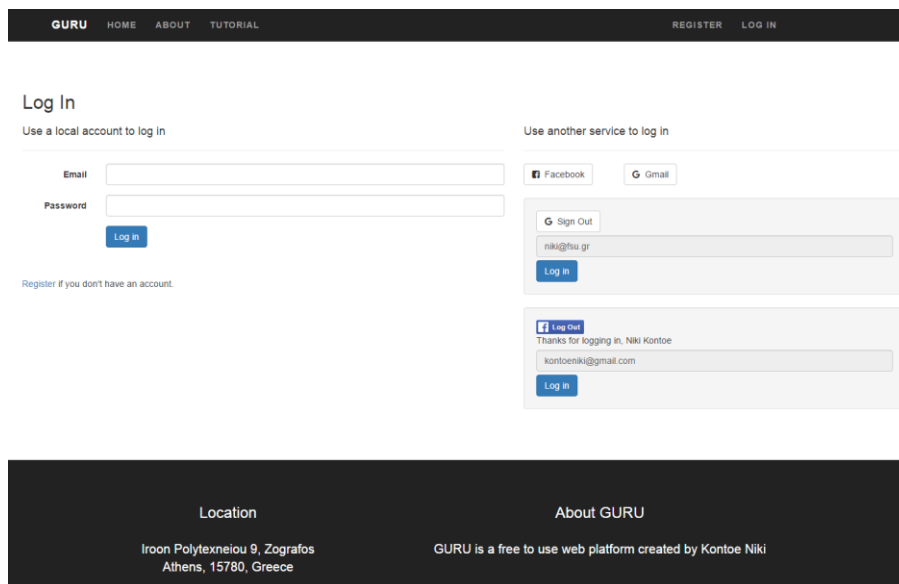 GURU HOME ABOUT TUTORIAL REGISTER LOG IN
Log In
Use a local account to log in
Email
Password
Log in
Register if you don't have an account.
Use another service to log in
Facebook Gmail
Sign Out
niki@fsu.gr
Log in
Log Out
Thanks for logging in, Niki Kontoe
kontoeniki@gmail.com
Log in
Location
Iroon Polytexneiou 9, Zografos
Athens, 15780, Greece
About GURU
GURU is a free to use web platform created by Kontoe Niki